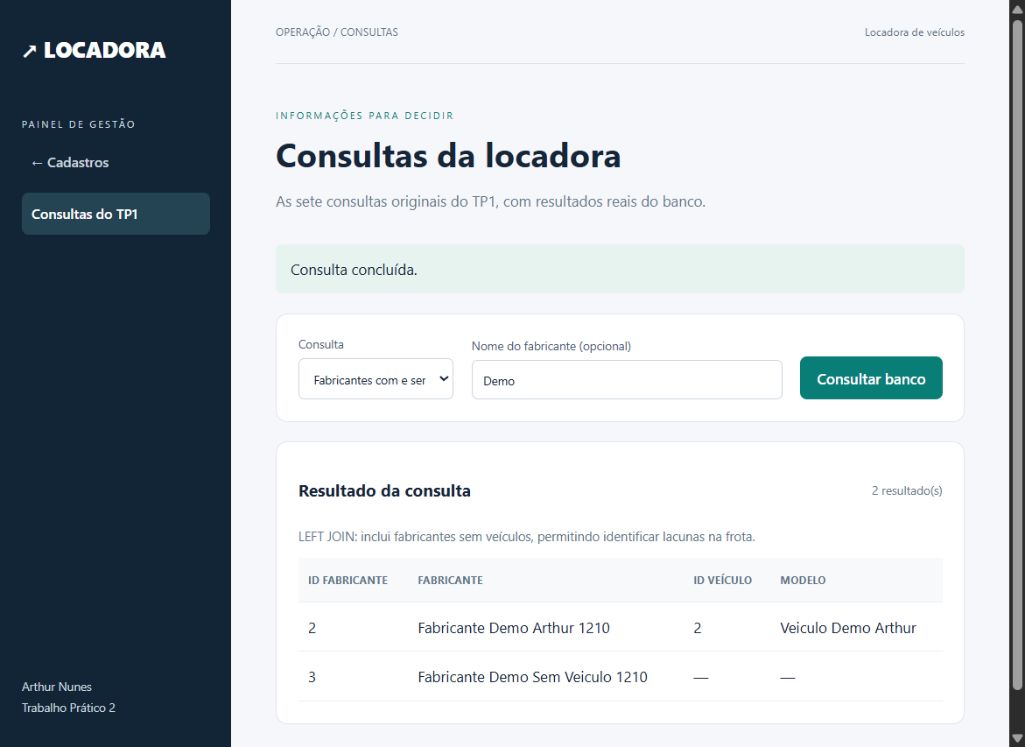 ↗ LOCADORA
PAINEL DE GESTÃO
← Cadastros
Consultas do TP1
Arthur Nunes
Trabalho Prático 2
OPERAÇÃO / CONSULTAS
Locadora de veículos
INFORMAÇÕES PARA DECIDIR
Consultas da locadora
As sete consultas originais do TP1, com resultados reais do banco.
Consulta concluída.
Consulta
Fabricantes com e ser
Nome do fabricante (opcional)
Demo
Consultar banco
Resultado da consulta
2 resultado(s)
LEFT JOIN: inclui fabricantes sem veículos, permitindo identificar lacunas na frota.
ID FABRICANTE FABRICANTE ID VEÍCULO MODELO
2 Fabricante Demo Arthur 1210 2 Veiculo Demo Arthur
3 Fabricante Demo Sem Veiculo 1210 — —